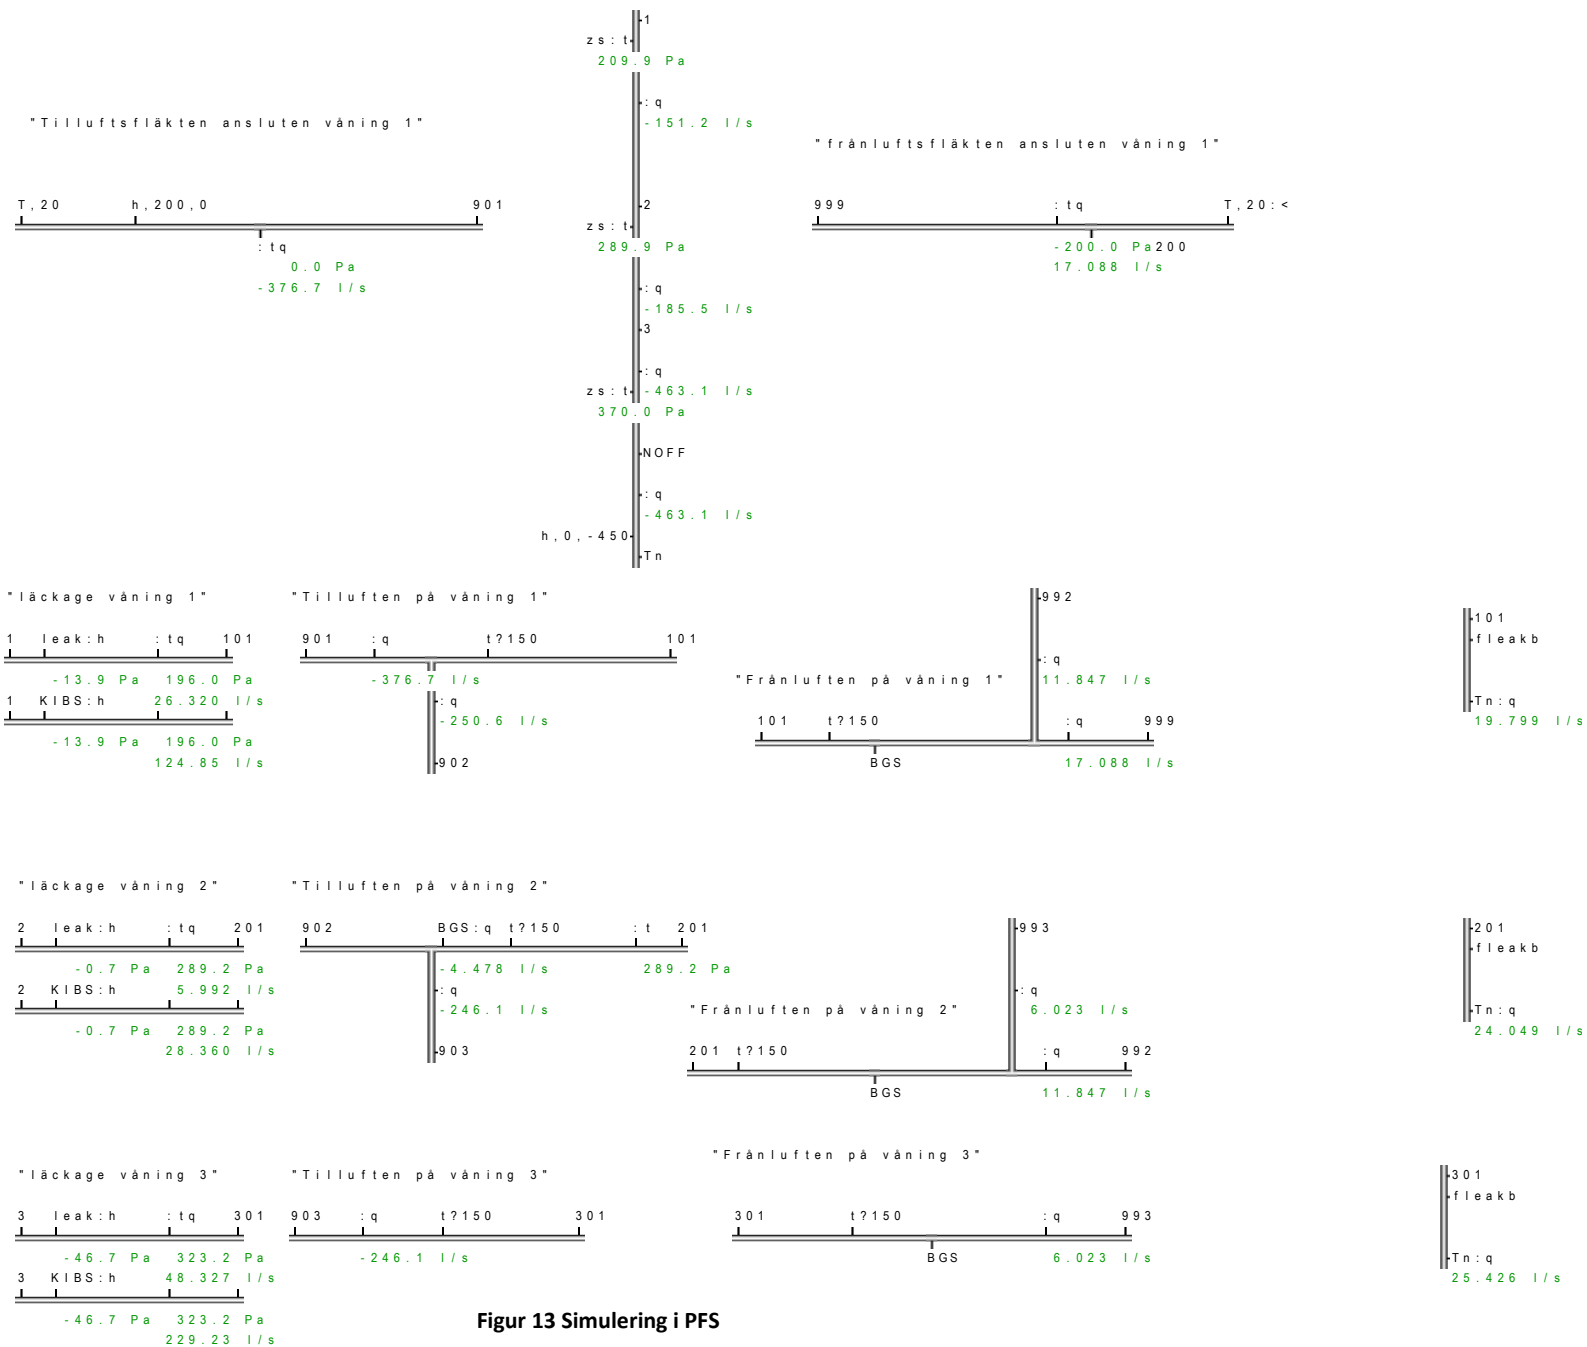 1
zs:t
209.9 Pa
:q
-151.2 l/s
"Tilluftsfläkten ansluten våning 1"
"frånluftsfläkten ansluten våning 1"
T,20 h,200,0 901
2
999 :tq T,20:<
zs:t
:tq
289.9 Pa
-200.0 Pa200
0.0 Pa
17.088 l/s
-376.7 l/s
:q
-185.5 l/s
3
:q
zs:t -463.1 l/s
370.0 Pa
NOFF
:q
-463.1 l/s
h,0,-450
Tn
"läckage våning 1" "Tilluften på våning 1"
992
101
1 leak:h :tq 101
901 :q t?150 101
fleakb
:q
-13.9 Pa 196.0 Pa
-376.7 l/s
"Frånluften på våning 1" 11.847 l/s
1 KIBS:h 26.320 l/s
:q
Tn:q
-250.6 l/s
101 t?150 :q 999
19.799 l/s
-13.9 Pa 196.0 Pa
124.85 l/s
902
BGS 17.088 l/s
"läckage våning 2" "Tilluften på våning 2"
2 leak:h :tq 201
902 BGS:q t?150 :t 201
993
201
fleakb
-0.7 Pa 289.2 Pa
-4.478 l/s 289.2 Pa
2 KIBS:h 5.992 l/s
:q
:q
-246.1 l/s
"Frånluften på våning 2" 6.023 l/s
Tn:q
-0.7 Pa 289.2 Pa
24.049 l/s
28.360 l/s
903
201 t?150 :q 992
BGS 11.847 l/s
"Frånluften på våning 3"
"läckage våning 3" "Tilluften på våning 3"
301
fleakb
3 leak:h :tq 301
903 :q t?150 301
301 t?150 :q 993
-46.7 Pa 323.2 Pa
-246.1 l/s
BGS 6.023 l/s
Tn:q
3 KIBS:h 48.327 l/s
25.426 l/s
-46.7 Pa 323.2 Pa
229.23 l/s
Figur 13 Simulering i PFS